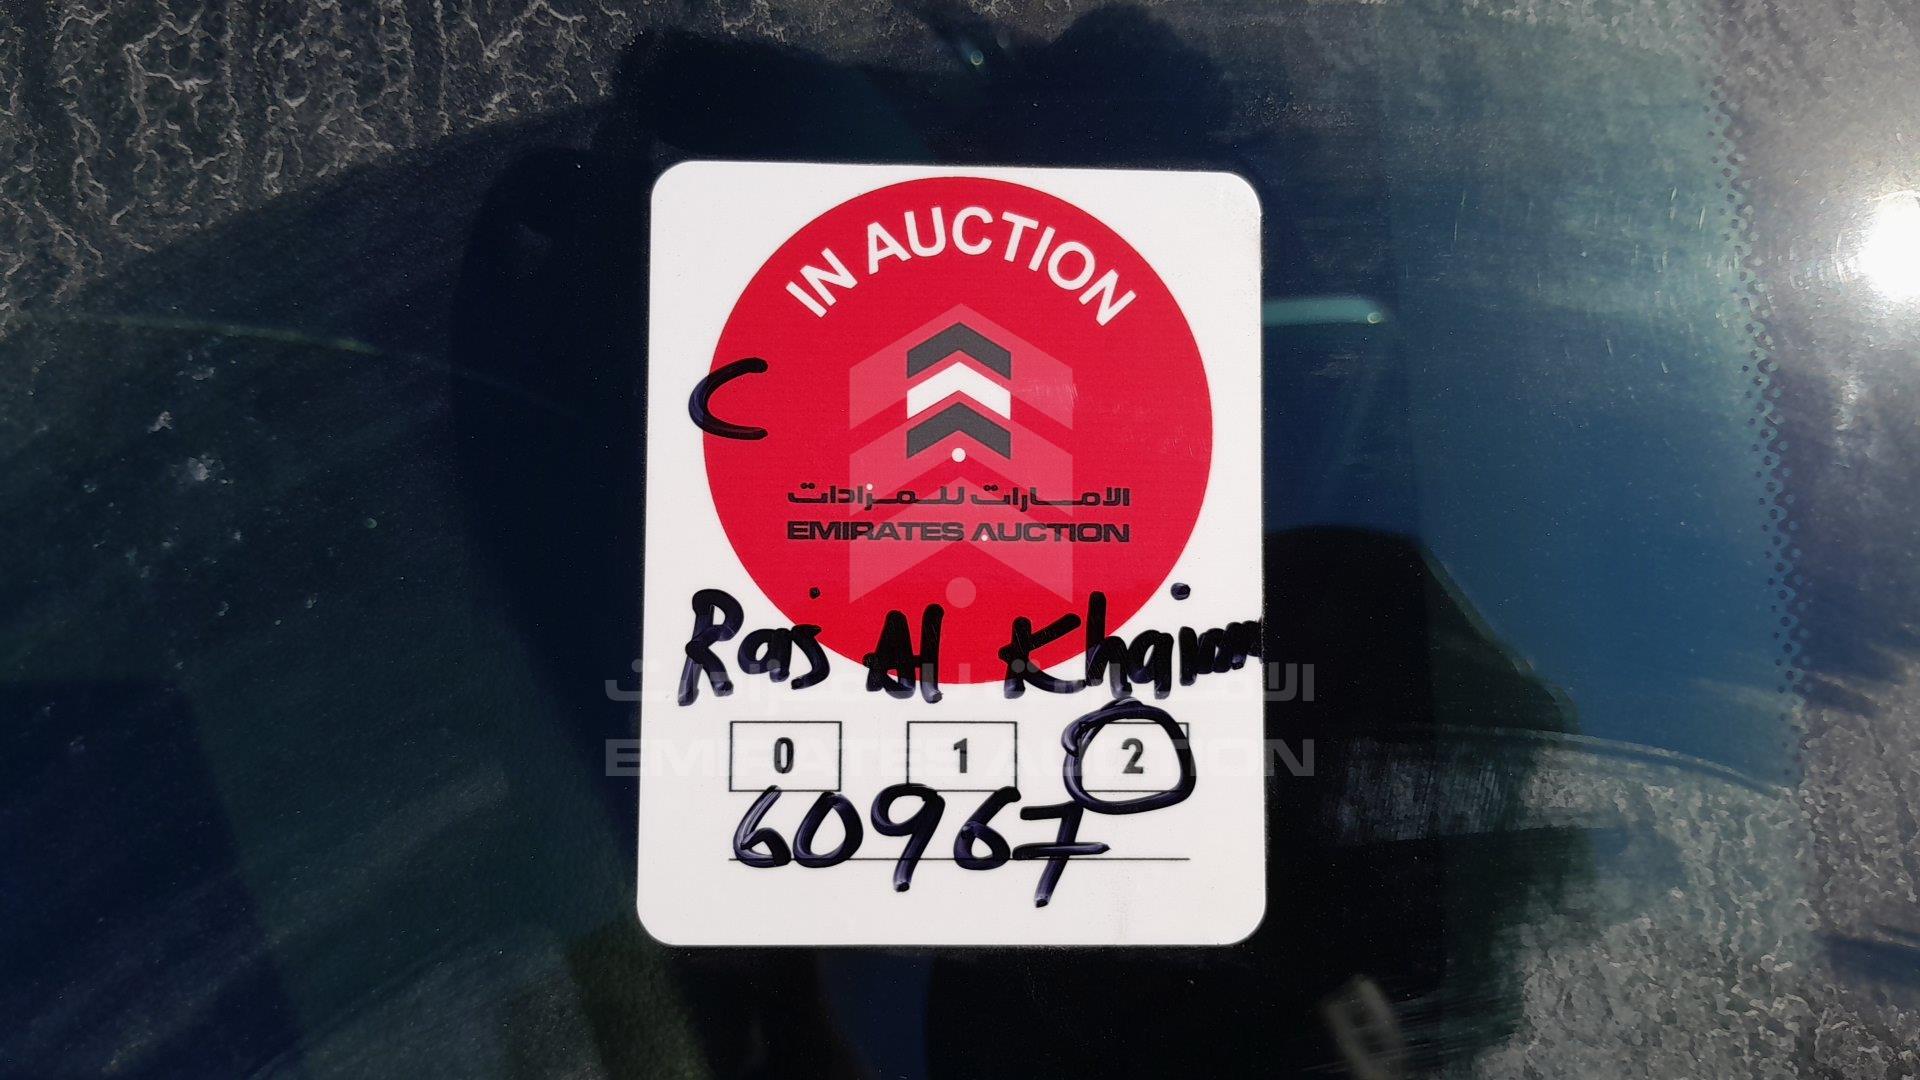 IN AUCTION
C
الامارات للمزادات
EMIRATES AUCTION
Ras Al Khaim
الامارات للمزادات
0 1 2
EMIRATES AUCTION
60967